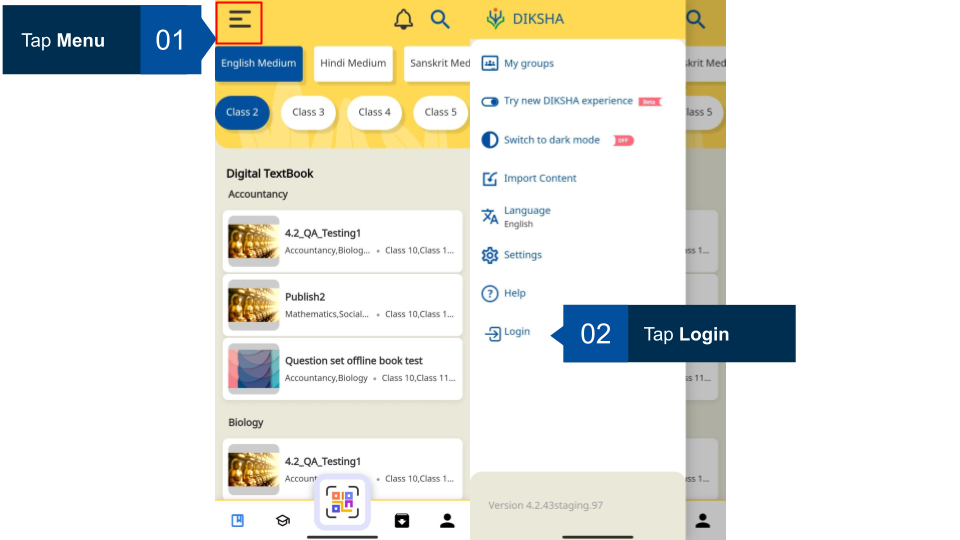 Tap Menu 01
English Medium Hindi Medium Sanskrit Med
Class 2 Class 3 Class 4 Class 5
Digital TextBook
Accountancy
4.2_QA_Testing1
Accountancy,Biolog... • Class 10,Class 1...
Publish2
Mathematics,Social... • Class 10,Class 1...
Question set offline book test
Accountancy,Biology • Class 10,Class 11...
Biology
4.2_QA_Testing1
Account • Class 10,Class 1...
DIKSHA
My groups
Try new DIKSHA experience Beta
Switch to dark mode OFF
Import Content
Language
English
Settings
? Help
Login
02 Tap Login
Version 4.2.43staging.97
krit Med
lass 5
ss 1...
ss 11...
ss 1...